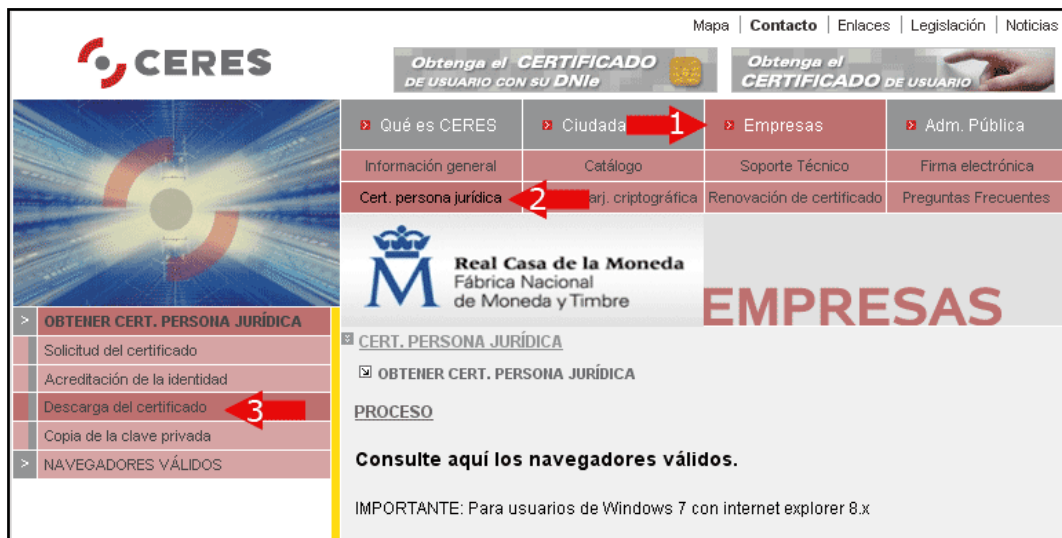 Mapa | Contacto | Enlaces | Legislación | Noticias
CERES
Obtenga el CERTIFICADO
DE USUARIO CON SU DNIe
Obtenga el
CERTIFICADO DE USUARIO
Qué es CERES
Ciudada
1
Empresas
Adm. Pública
Información general
Catálogo
Soporte Técnico
Firma electrónica
Cert. persona jurídica
2
arj. criptográfica
Renovación de certificado
Preguntas Frecuentes
M
Real Casa de la Moneda
Fábrica Nacional
de Moneda y Timbre
EMPRESAS
> OBTENER CERT. PERSONA JURÍDICA
Solicitud del certificado
Acreditación de la identidad
Descarga del certificado
3
Copia de la clave privada
> NAVEGADORES VÁLIDOS
CERT. PERSONA JURÍDICA
OBTENER CERT. PERSONA JURÍDICA
PROCESO
Consulte aquí los navegadores válidos.
IMPORTANTE: Para usuarios de Windows 7 con internet explorer 8.x